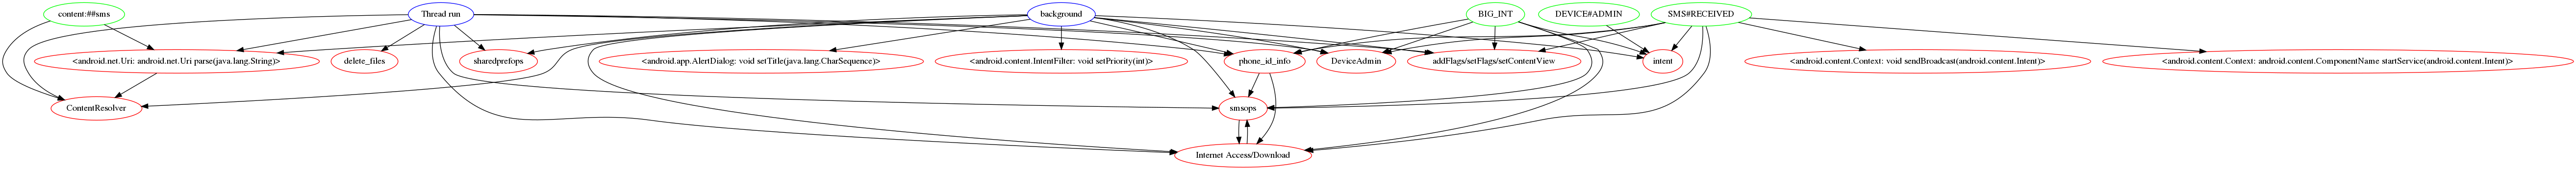 content:##sms
Thread run
background
BIG_INT
DEVICE#ADMIN
SMS#RECEIVED
<android.net.Uri: android.net.Uri parse(java.lang.String)>
delete_files
sharedprefops
<android.app.AlertDialog: void setTitle(java.lang.CharSequence)>
<android.content.IntentFilter: void setPriority(int)>
phone_id_info
DeviceAdmin
addFlags/setFlags/setContentView
intent
<android.content.Context: void sendBroadcast(android.content.Intent)>
<android.content.Context: android.content.ComponentName startService(android.content.Intent)>
ContentResolver
smsops
Internet Access/Download